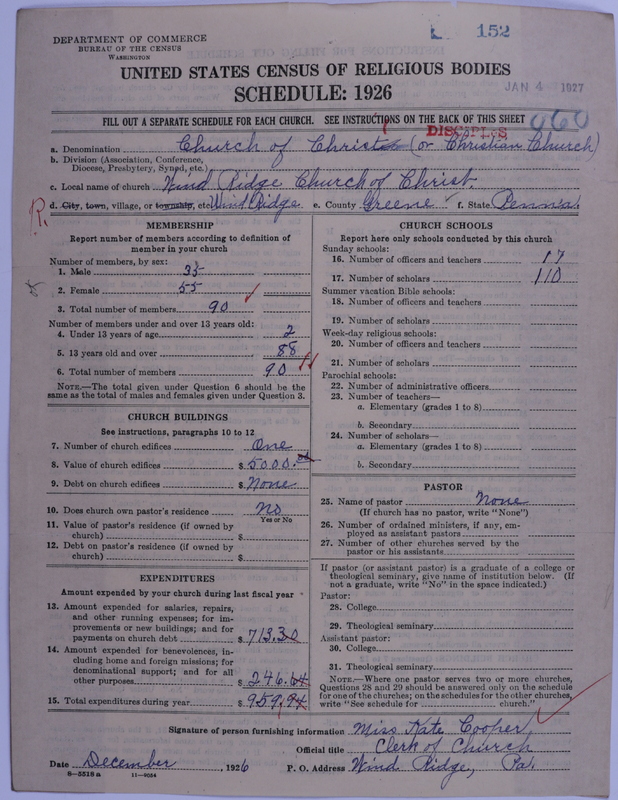 152
DEPARTMENT OF COMMERCE
BUREAU OF THE CENSUS
WASHINGTON
UNITED STATES CENSUS OF RELIGIOUS BODIES
JAN 4 1927
SCHEDULE: 1926
FILL OUT A SEPARATE SCHEDULE FOR EACH CHURCH. SEE INSTRUCTIONS ON THE BACK OF THIS SHEET
DISCIPLES 060
a. Denomination Church of Christ (or Christian Church)
b. Division (Association, Conference, Diocese, Presbytery, Synod, etc.)
c. Local name of church Wind Ridge Church of Christ.
R. d. City, town, village, or township, etc. Wind Ridge e. County Greene f. State Penna.
MEMBERSHIP
Report number of members according to definition of member in your church
Number of members, by sex:
1. Male 35
2. Female 55
3. Total number of members 90
Number of members under and over 13 years old:
4. Under 13 years of age 2
5. 13 years old and over 88
6. Total number of members 90
NOTE.—The total given under Question 6 should be the same as the total of males and females given under Question 3.
CHURCH BUILDINGS
See instructions, paragraphs 10 to 12
7. Number of church edifices One
8. Value of church edifices $5000.00
9. Debt on church edifices $None
10. Does church own pastor's residence No
Yes or No
11. Value of pastor's residence (if owned by church) $
12. Debt on pastor's residence (if owned by church) $
EXPENDITURES
Amount expended by your church during last fiscal year
13. Amount expended for salaries, repairs, and other running expenses; for improvements or new buildings; and for payments on church debt $713.30
14. Amount expended for benevolences, including home and foreign missions; for denominational support; and for all other purposes $246.64
15. Total expenditures during year $959.94
CHURCH SCHOOLS
Report here only schools conducted by this church
Sunday schools:
16. Number of officers and teachers 17
17. Number of scholars 110
Summer vacation Bible schools:
18. Number of officers and teachers
19. Number of scholars
Week-day religious schools:
20. Number of officers and teachers
21. Number of scholars
Parochial schools:
22. Number of administrative officers
23. Number of teachers—
a. Elementary (grades 1 to 8)
b. Secondary
24. Number of scholars—
a. Elementary (grades 1 to 8)
b. Secondary
PASTOR
25. Name of pastor None
(If church has no pastor, write "None")
26. Number of ordained ministers, if any, employed as assistant pastors
27. Number of other churches served by the pastor or his assistants
If pastor (or assistant pastor) is a graduate of a college or theological seminary, give name of institution below. (If not a graduate, write "No" in the space indicated.)
Pastor:
28. College
29. Theological seminary
Assistant pastor:
30. College
31. Theological seminary
NOTE.—Where one pastor serves two or more churches, Questions 28 and 29 should be answered only on the schedule for one of the churches; on the schedules for the other churches, write "See schedule for church."
Signature of person furnishing information Miss Kate Cooper
Official title Clerk of Church
Date December, 1926 P. O. Address Wind Ridge, Pa.
8—5518a 11—9054